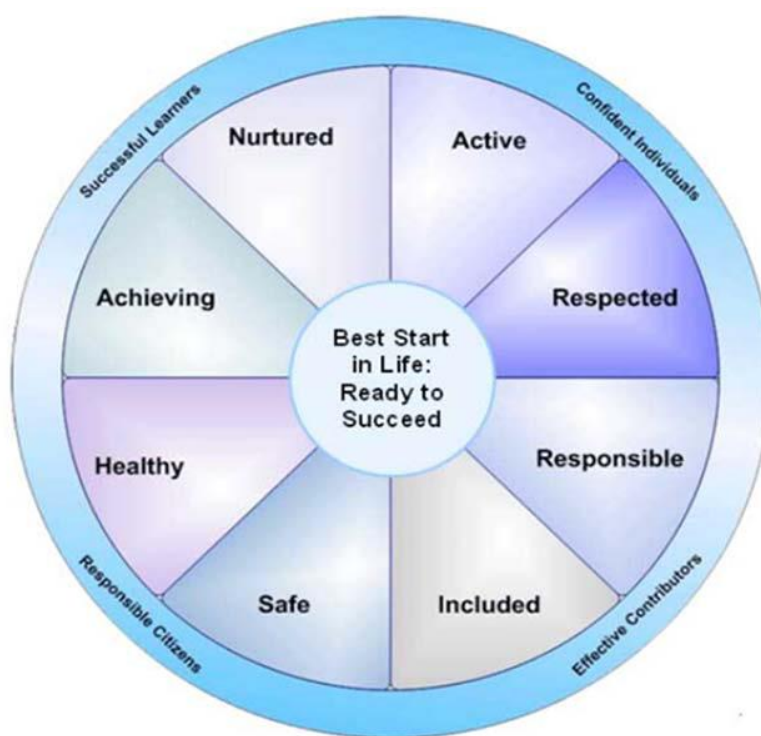 Successful Learners
Confident Individuals
Nurtured
Active
Achieving
Respected
Best Start
in Life:
Ready to
Succeed
Healthy
Responsible
Safe
Included
Responsible Citizens
Effective Contributors